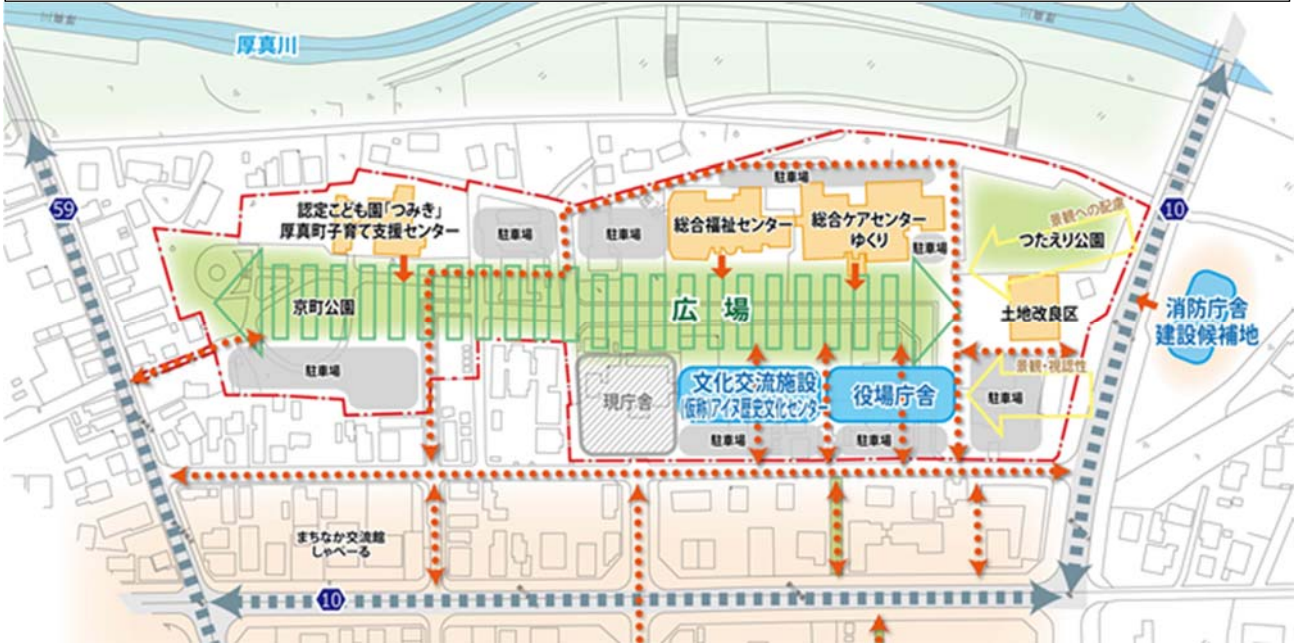 厚真川
59
10
認定こども園「つみき」
厚真町子育て支援センター
駐車場
駐車場
駐車場
総合福祉センター
総合ケアセンター
ゆくり
駐車場
景観への配慮
つたえり公園
京町公園
広場
土地改良区
消防庁舎
建設候補地
駐車場
現庁舎
文化交流施設
(仮称)アイヌ歴史文化センター
役場庁舎
景観・視認性
駐車場
駐車場
駐車場
まちなか交流館
しゃべーる
10